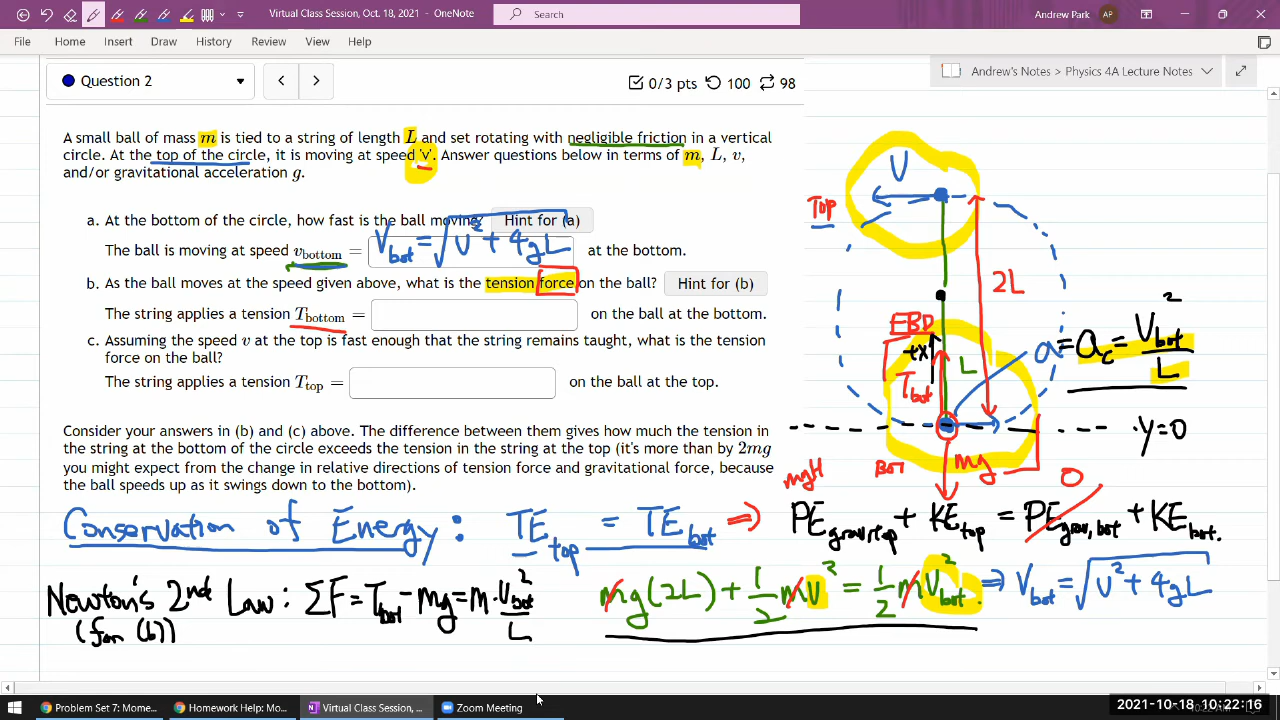 Virtual Class Session, Oct. 18, 2021 - OneNote
Search
Andrew Park
AP
File Home Insert Draw History Review View Help
Question 2
0/3 pts 100 98
Andrew's Notes > Physics 4A Lecture Notes
A small ball of mass m is tied to a string of length L and set rotating with negligible friction in a vertical
circle. At the top of the circle, it is moving at speed 'v'. Answer questions below in terms of m, L, v,
and/or gravitational acceleration g.
a. At the bottom of the circle, how fast is the ball moving? Hint for (a)
The ball is moving at speed v_bottom = V_bot = √(v² + 4gL) at the bottom.
b. As the ball moves at the speed given above, what is the tension force on the ball? Hint for (b)
The string applies a tension T_bottom = on the ball at the bottom.
c. Assuming the speed v at the top is fast enough that the string remains taught, what is the tension
force on the ball?
The string applies a tension T_top = on the ball at the top.
Consider your answers in (b) and (c) above. The difference between them gives how much the tension in
the string at the bottom of the circle exceeds the tension in the string at the top (it's more than by 2mg
you might expect from the change in relative directions of tension force and gravitational force, because
the ball speeds up as it swings down to the bottom).
V
Top
2L
EBD
+x
T_bot
L
a = a_c = V_bot²/L
y=0
BOT
mg
mgH
0
Conservation of Energy: TE_top = TE_bot ⇒ PE_grav,top + KE_top = PE_grav,bot + KE_bot.
Newton's 2nd Law: ΣF = T_bot - mg = m·V_bot²/L
(for (b))
mg(2L) + 1/2 mv² = 1/2 mV_bot². ⇒ V_bot = √(v² + 4gL)
Problem Set 7: Mome...
Homework Help: Mo...
Virtual Class Session, ...
Zoom Meeting
2021-10-18 10:22:16